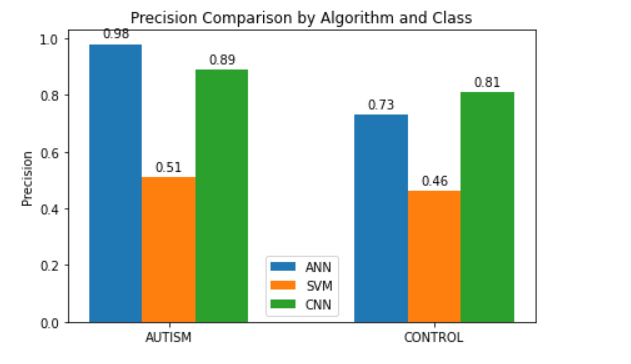 Precision Comparison by Algorithm and Class
1.0
0.98
0.89
0.8
0.81
0.73
0.6
0.51
0.46
Precision
0.4
0.2
ANN
SVM
CNN
0.0
AUTISM
CONTROL